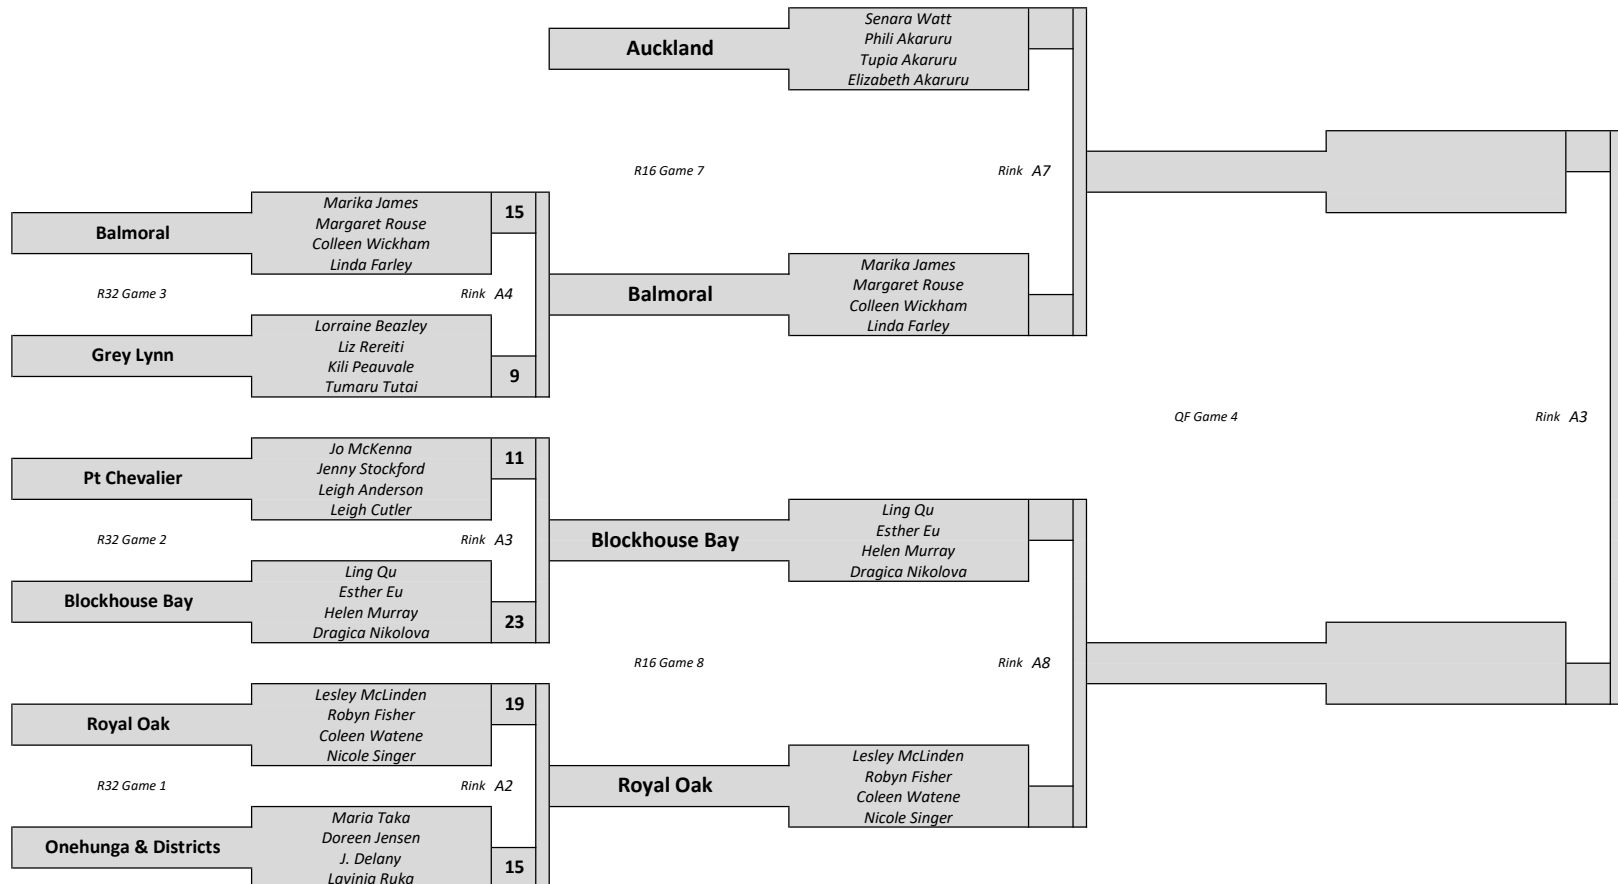 Senara Watt
Phili Akaruru
Auckland
Tupia Akaruru
Elizabeth Akaruru
R16 Game 7
Rink A7
Marika James
15
Margaret Rouse
Balmoral
Colleen Wickham
Linda Farley
R32 Game 3
Rink A4
Marika James
Margaret Rouse
Balmoral
Colleen Wickham
Linda Farley
Lorraine Beazley
Liz Rereiti
Grey Lynn
Kili Peauvale
9
Tumaru Tutai
QF Game 4
Rink A3
Jo McKenna
11
Jenny Stockford
Pt Chevalier
Leigh Anderson
Leigh Cutler
R32 Game 2
Rink A3
Ling Qu
Esther Eu
Blockhouse Bay
Helen Murray
Dragica Nikolova
Ling Qu
Esther Eu
Blockhouse Bay
Helen Murray
23
Dragica Nikolova
R16 Game 8
Rink A8
Lesley McLinden
19
Robyn Fisher
Royal Oak
Coleen Watene
Nicole Singer
R32 Game 1
Rink A2
Lesley McLinden
Robyn Fisher
Royal Oak
Coleen Watene
Nicole Singer
Maria Taka
Doreen Jensen
Onehunga & Districts
J. Delany
15
Lavinia Ruka